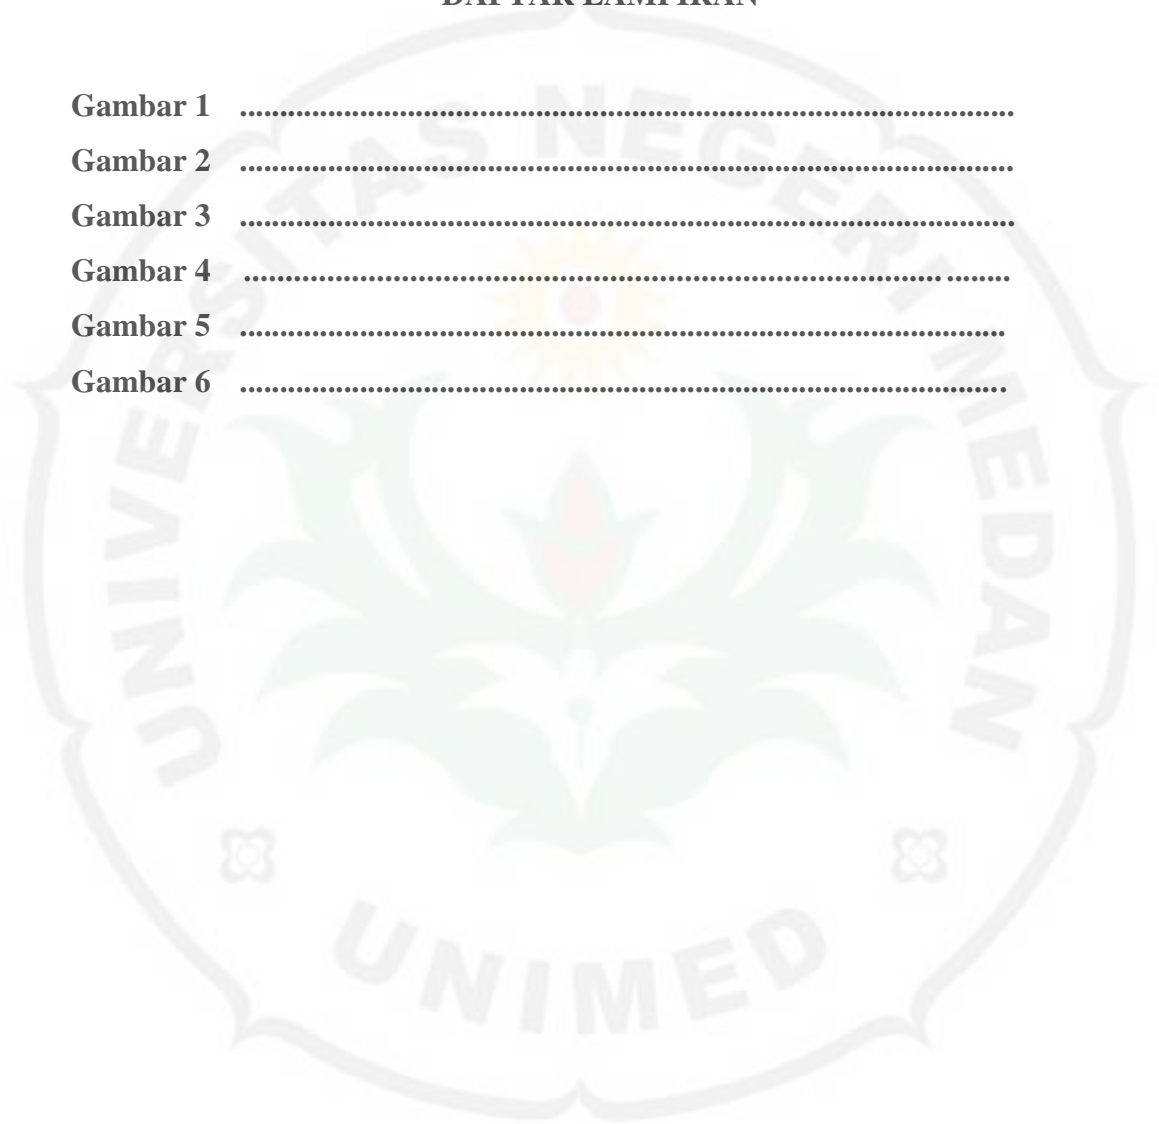 DAFTAR LAMPIRAN
Gambar 1 ................................................................................................
Gambar 2 ................................................................................................
Gambar 3 ................................................................................................
Gambar 4 ...................................................................................... ........
Gambar 5 ...............................................................................................
Gambar 6 ...............................................................................................
UNIVERSITAS NEGERI MEDAN
UNIMED